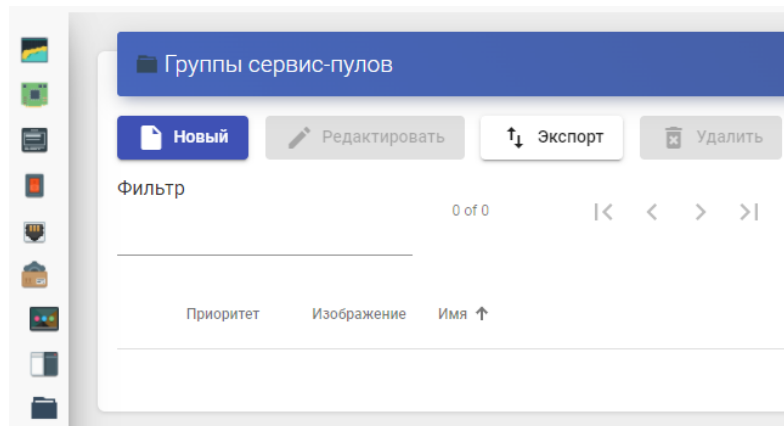 Группы сервис-пулов
Новый Редактировать Экспорт Удалить
Фильтр
0 of 0
Приоритет Изображение Имя